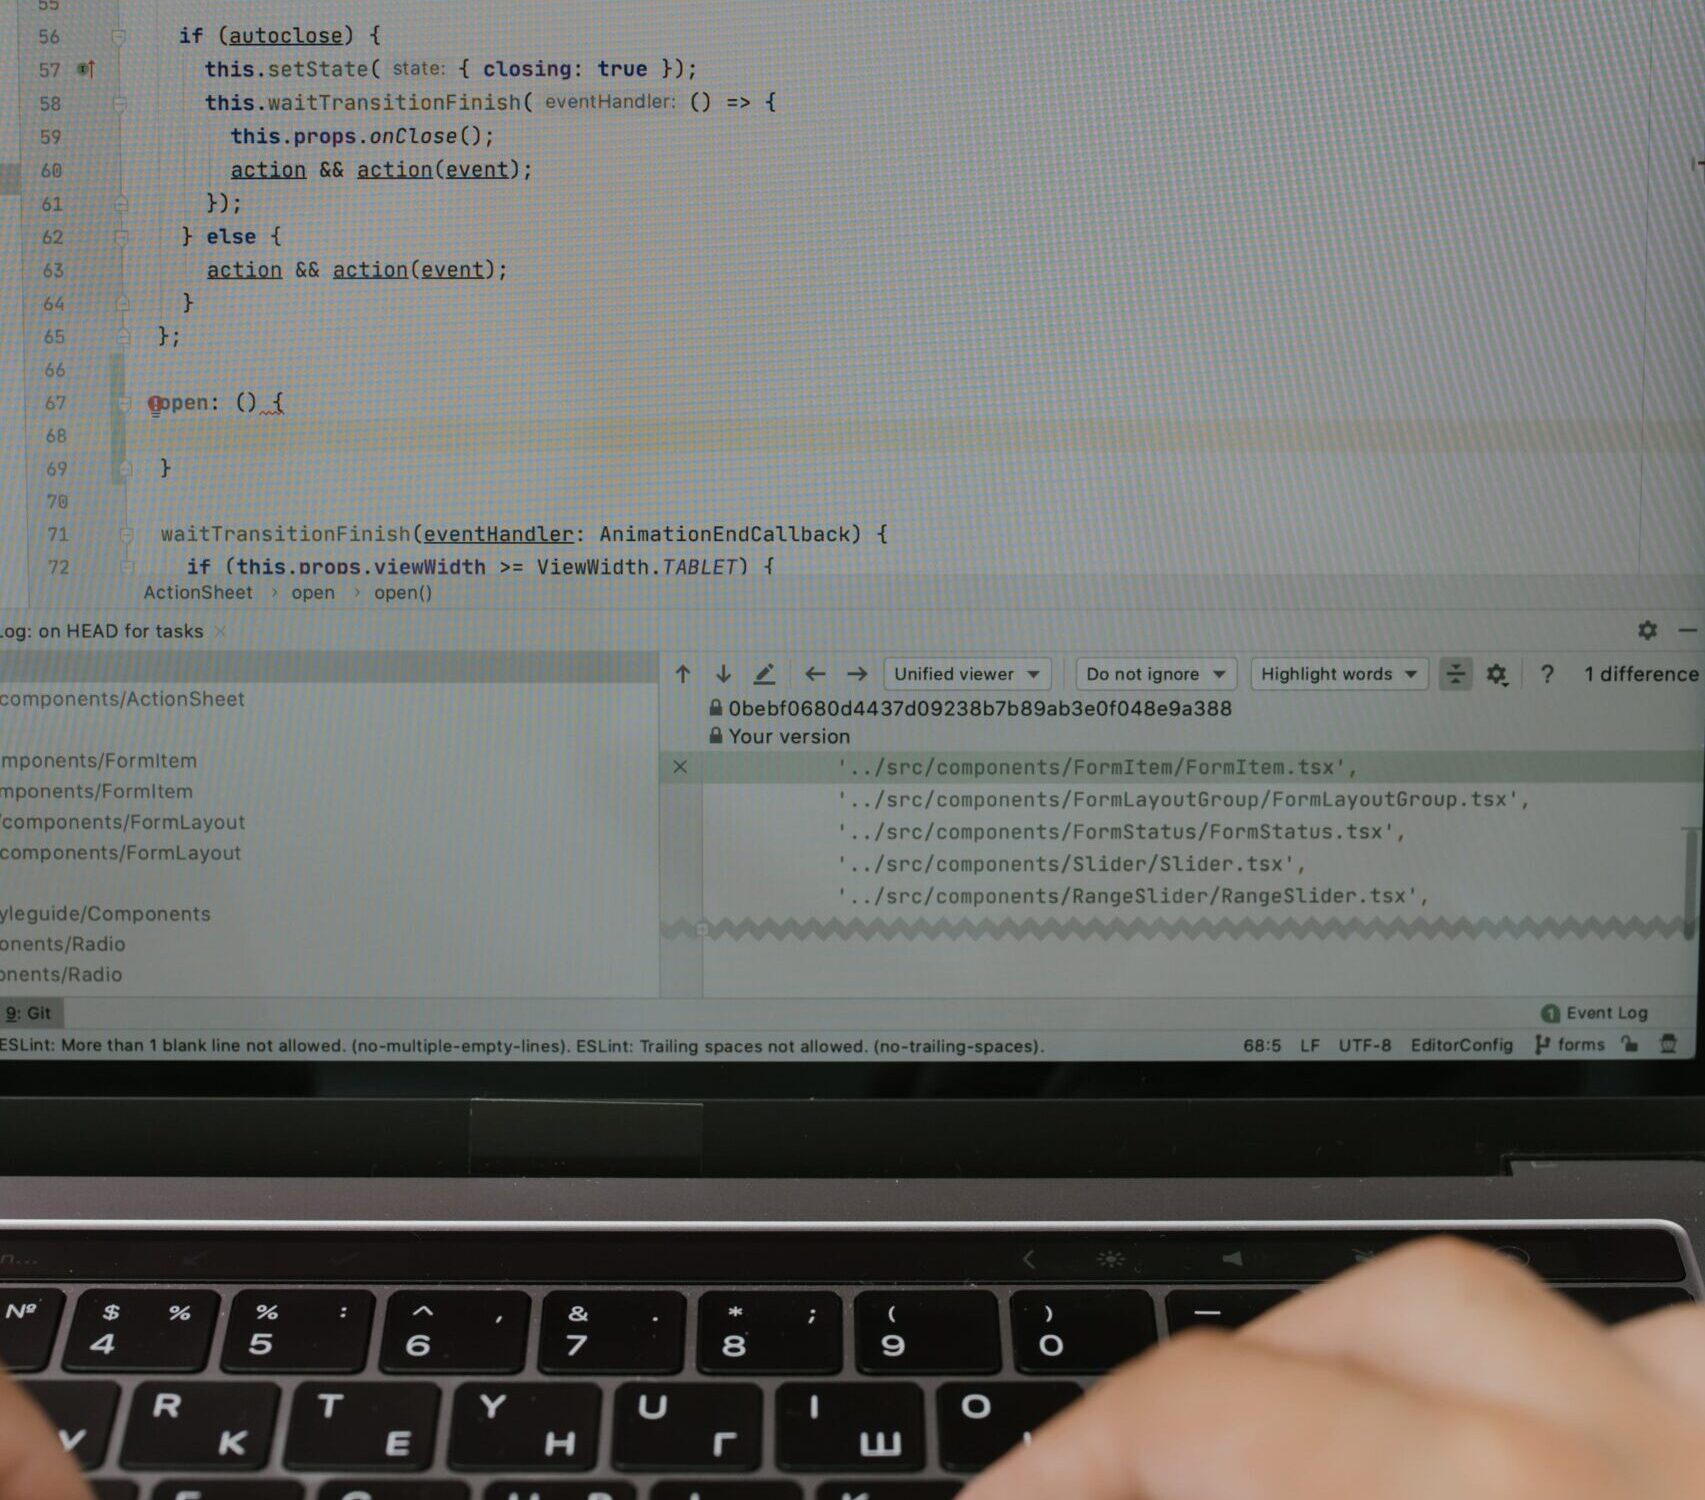 55
56 if (autoclose) {
57 this.setState( state: { closing: true });
58 this.waitTransitionFinish( eventHandler: () => {
59 this.props.onClose();
60 action && action(event);
61 });
62 } else {
63 action && action(event);
64 }
65 };
66
67 open: () {
68
69 }
70
71 waitTransitionFinish(eventHandler: AnimationEndCallback) {
72 if (this.props.viewWidth >= ViewWidth.TABLET) {
ActionSheet › open › open()
Log: on HEAD for tasks ×
Unified viewer Do not ignore Highlight words ? 1 difference
components/ActionSheet
mponents/FormItem
mponents/FormItem
/components/FormLayout
components/FormLayout
yleguide/Components
onents/Radio
onents/Radio
0bebf0680d4437d09238b7b89ab3e0f048e9a388
Your version
'../src/components/FormItem/FormItem.tsx',
'../src/components/FormLayoutGroup/FormLayoutGroup.tsx',
'../src/components/FormStatus/FormStatus.tsx',
'../src/components/Slider/Slider.tsx',
'../src/components/RangeSlider/RangeSlider.tsx',
9: Git 1 Event Log
ESLint: More than 1 blank line not allowed. (no-multiple-empty-lines). ESLint: Trailing spaces not allowed. (no-trailing-spaces). 68:5 LF UTF-8 EditorConfig forms
№ $ % % : ^ , & . * ; ( ) —
4 5 6 7 8 9 0
R T Y U I O
К Е Н Г Ш